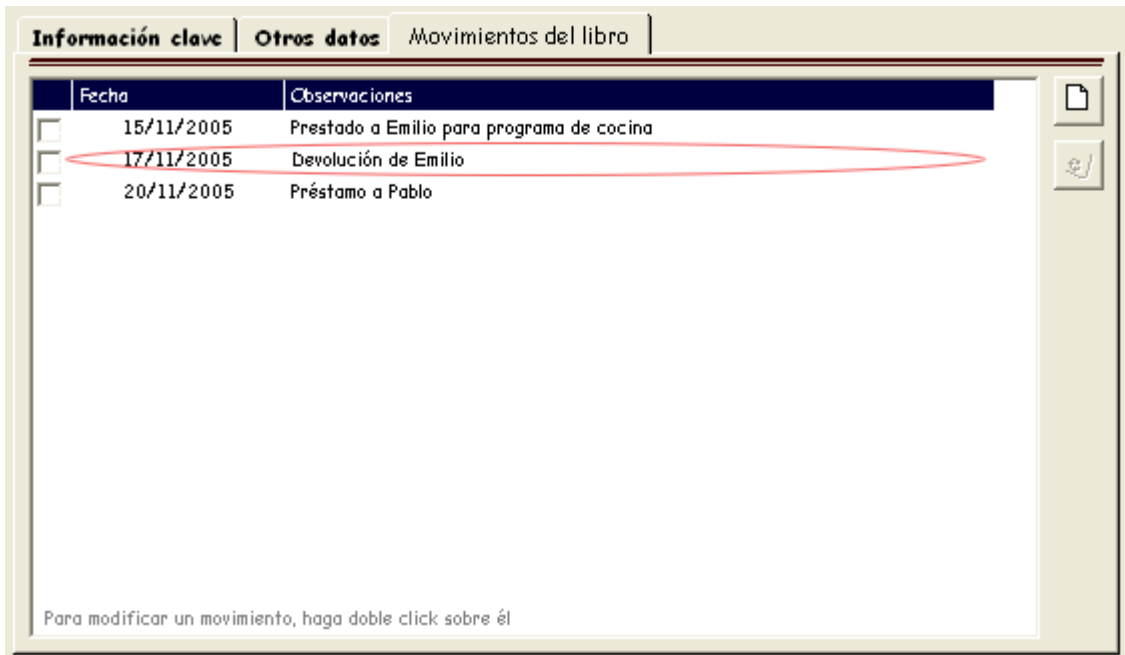 Información clave Otros datos Movimientos del libro
Fecha Observaciones
15/11/2005 Prestado a Emilio para programa de cocina
17/11/2005 Devolución de Emilio
20/11/2005 Préstamo a Pablo
Para modificar un movimiento, haga doble click sobre él